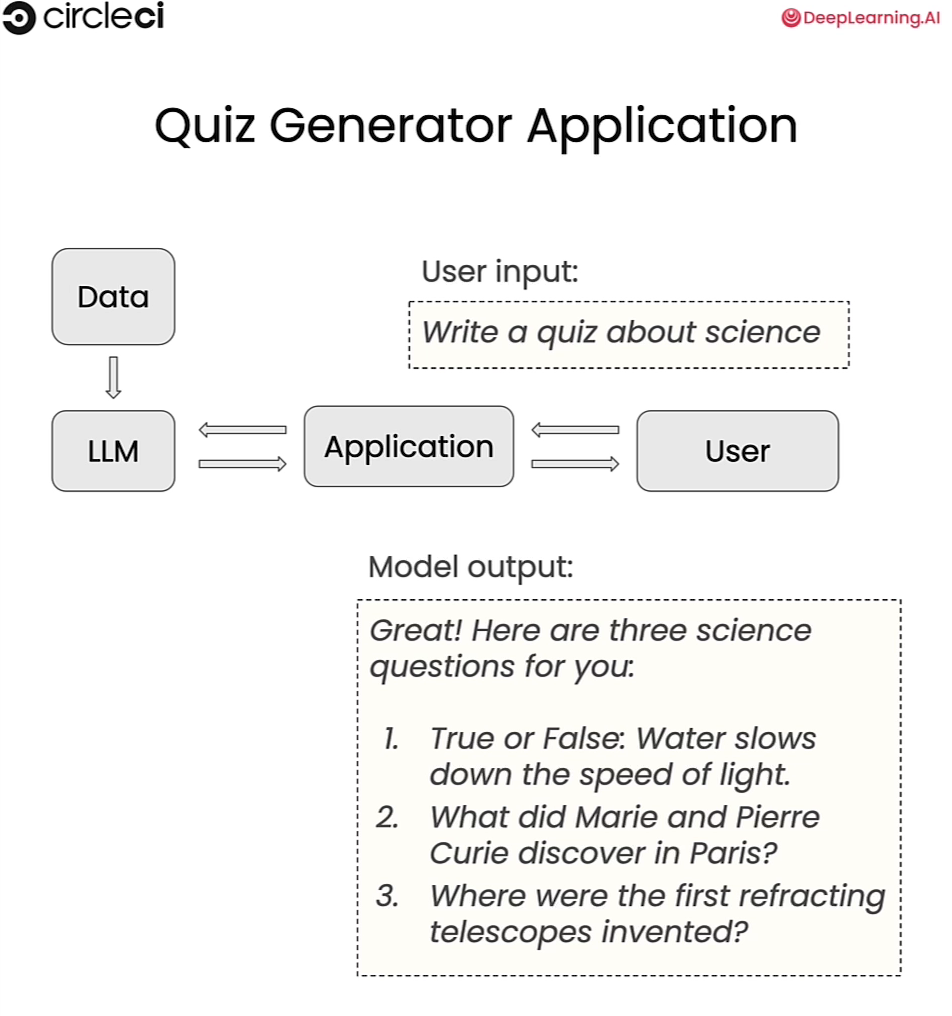 circleci
DeepLearning.AI
Quiz Generator Application
Data
User input:
Write a quiz about science
LLM
Application
User
Model output:
Great! Here are three science
questions for you:
1. True or False: Water slows
down the speed of light.
2. What did Marie and Pierre
Curie discover in Paris?
3. Where were the first refracting
telescopes invented?